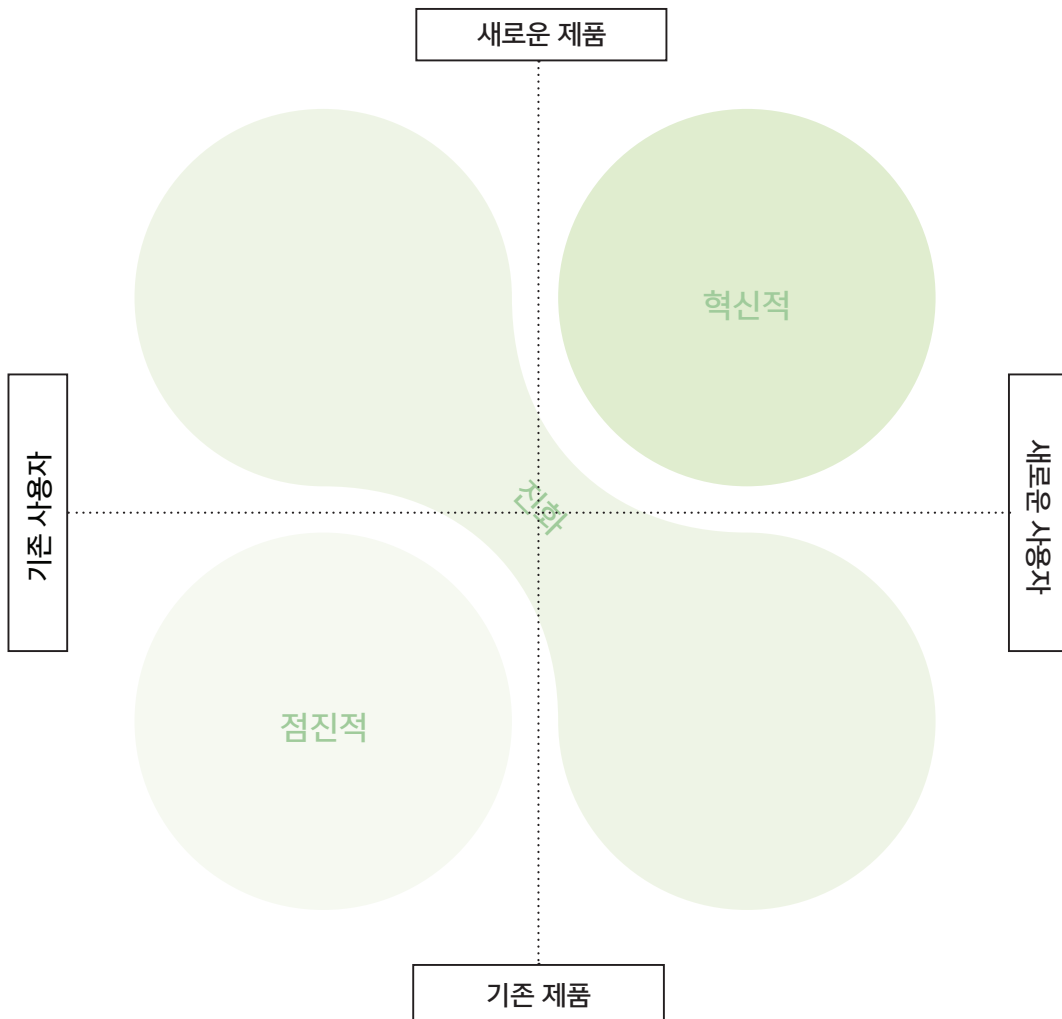 새로운 제품
혁신적
기존 사용자
진화
새로운 사용자
점진적
기존 제품